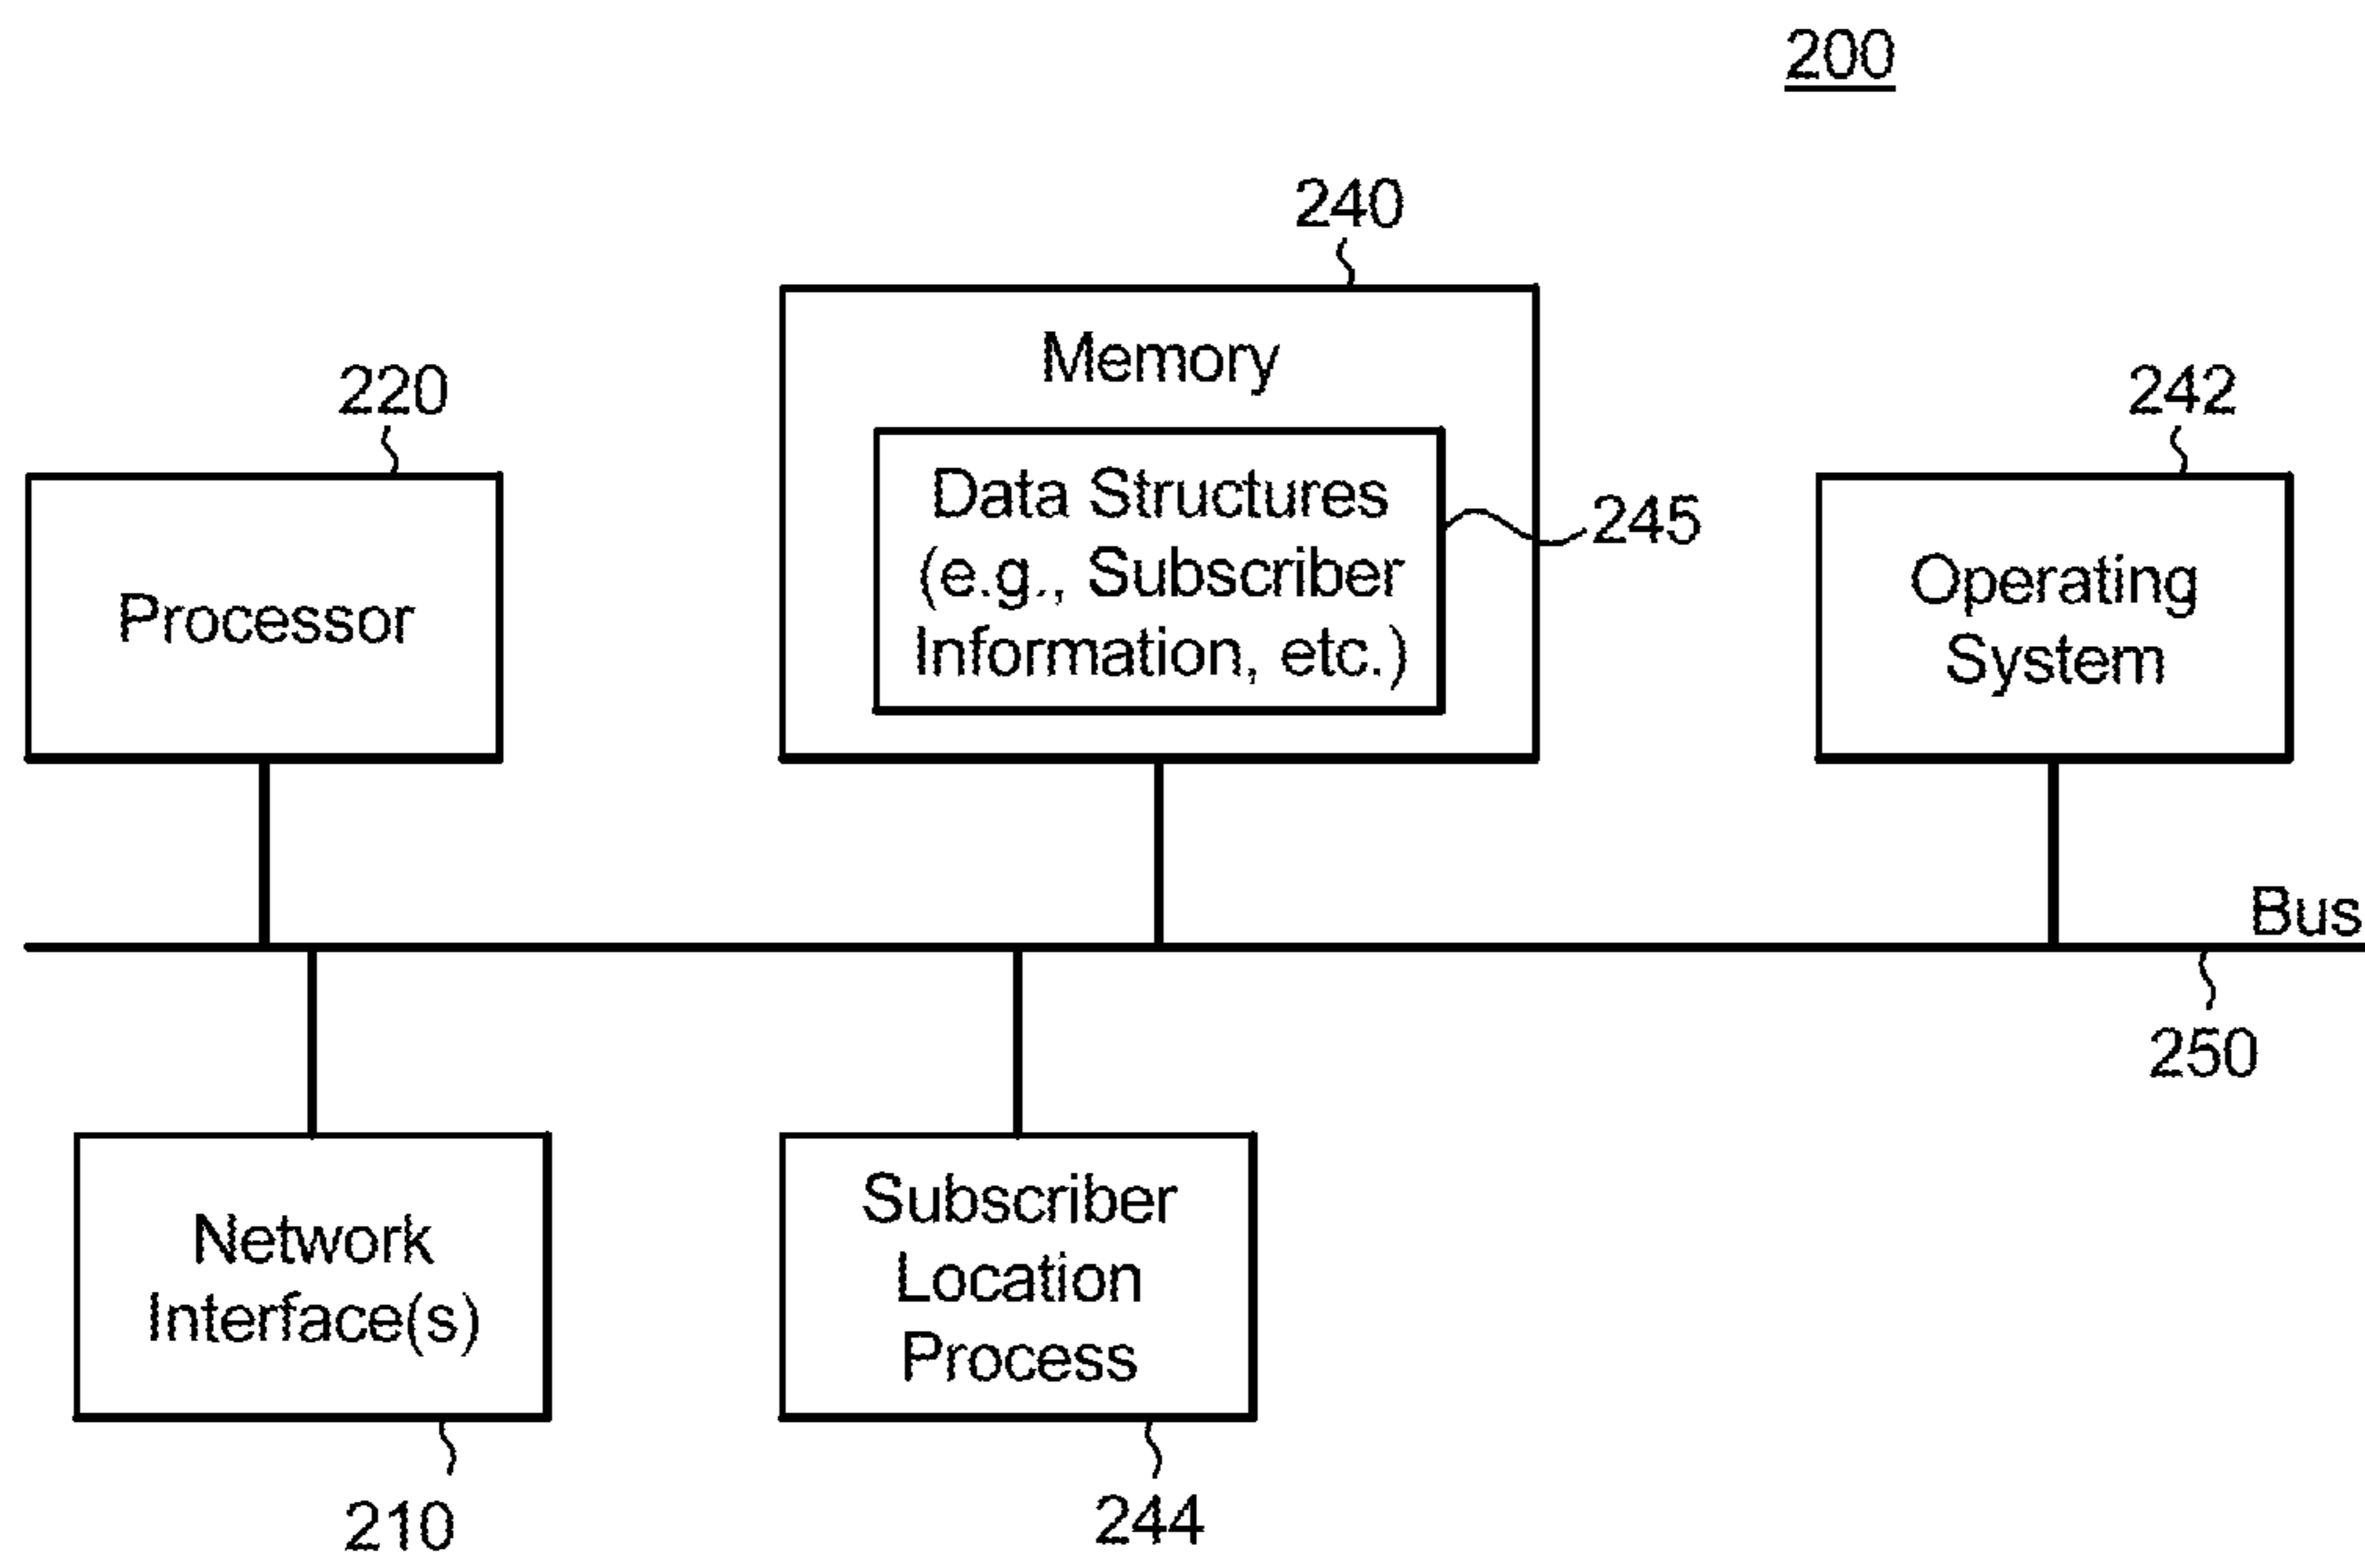 200
240
Memory
220
242
Data Structures
(e.g., Subscriber
Information, etc.)
245
Processor
Operating
System
Bus
250
Network
Interface(s)
Subscriber
Location
Process
210
244